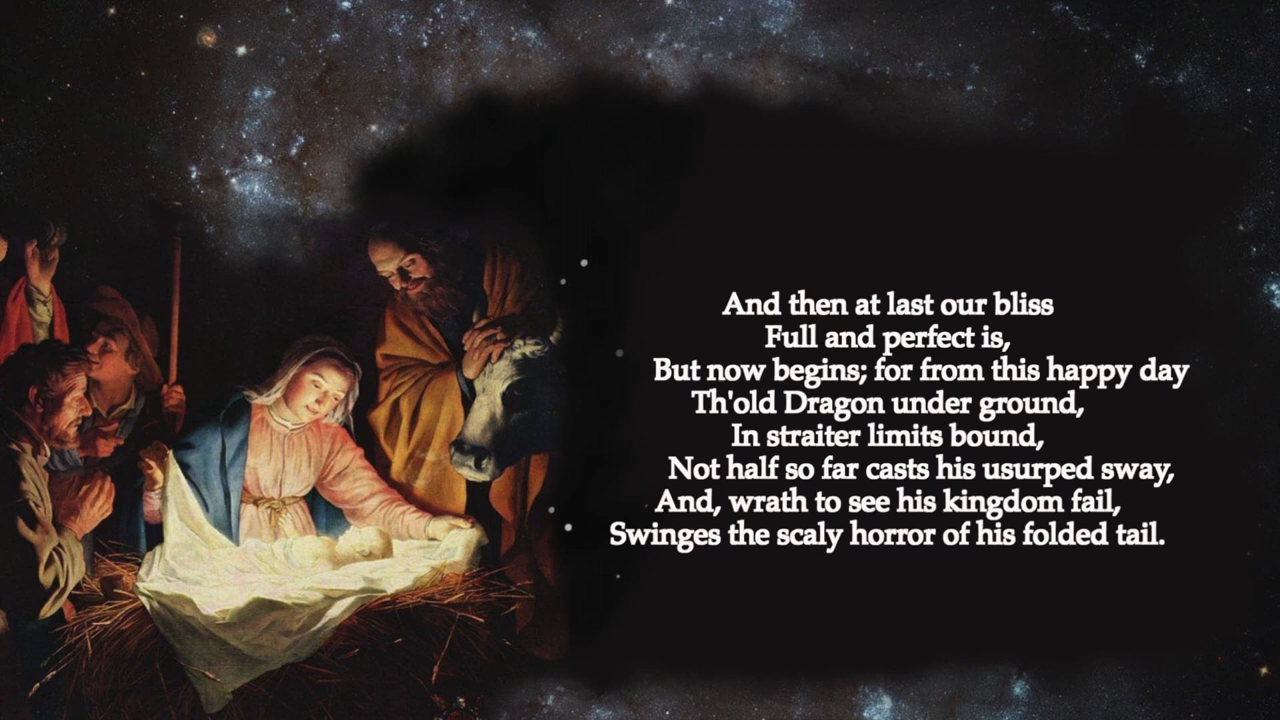 And then at last our bliss
Full and perfect is,
But now begins; for from this happy day
Th'old Dragon under ground,
In straiter limits bound,
Not half so far casts his usurped sway,
And, wrath to see his kingdom fail,
Swinges the scaly horror of his folded tail.